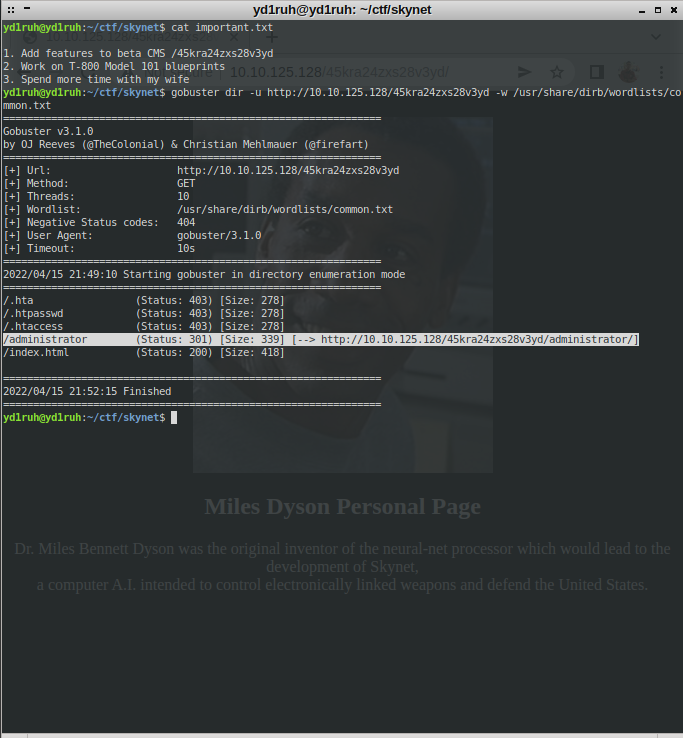 yd1ruh@yd1ruh: ~/ctf/skynet
yd1ruh@yd1ruh:~/ctf/skynet$ cat important.txt
1. Add features to beta CMS /45kra24zxs28v3yd
2. Work on T-800 Model 101 blueprints
10.10.125.128/45kra24zxs28v3yd/
3. Spend more time with my wife
yd1ruh@yd1ruh:~/ctf/skynet$ gobuster dir -u http://10.10.125.128/45kra24zxs28v3yd -w /usr/share/dirb/wordlists/co
mmon.txt
===============================================================
Gobuster v3.1.0
by OJ Reeves (@TheColonial) & Christian Mehlmauer (@firefart)
===============================================================
[+] Url:                     http://10.10.125.128/45kra24zxs28v3yd
[+] Method:                  GET
[+] Threads:                 10
[+] Wordlist:                /usr/share/dirb/wordlists/common.txt
[+] Negative Status codes:   404
[+] User Agent:              gobuster/3.1.0
[+] Timeout:                 10s
===============================================================
2022/04/15 21:49:10 Starting gobuster in directory enumeration mode
===============================================================
/.hta                 (Status: 403) [Size: 278]
/.htpasswd            (Status: 403) [Size: 278]
/.htaccess            (Status: 403) [Size: 278]
/administrator        (Status: 301) [Size: 339] [--> http://10.10.125.128/45kra24zxs28v3yd/administrator/]
/index.html           (Status: 200) [Size: 418]
===============================================================
2022/04/15 21:52:15 Finished
===============================================================
yd1ruh@yd1ruh:~/ctf/skynet$
Miles Dyson Personal Page
Dr. Miles Bennett Dyson was the original inventor of the neural-net processor which would lead to the
development of Skynet,
a computer A.I. intended to control electronically linked weapons and defend the United States.